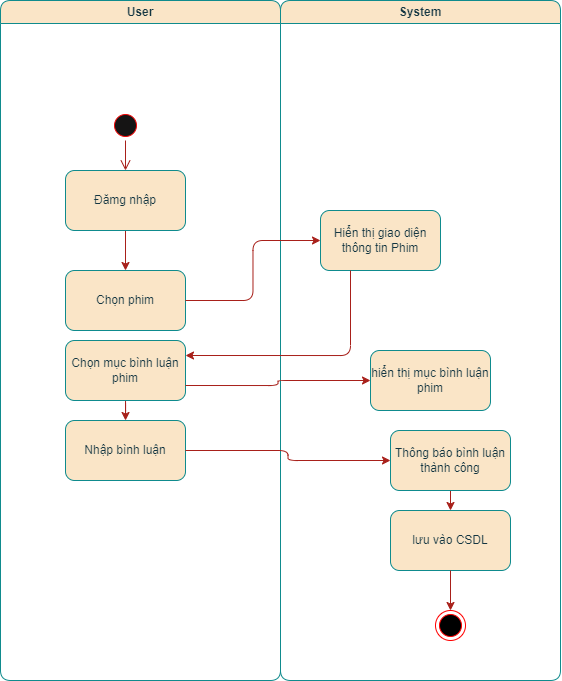 User
System
Đăng nhập
Hiển thị giao diện
thông tin Phim
Chọn phim
Chọn mục bình luận
phim
hiển thị mục bình luận
phim
Nhập bình luận
Thông báo bình luận
thành công
lưu vào CSDL